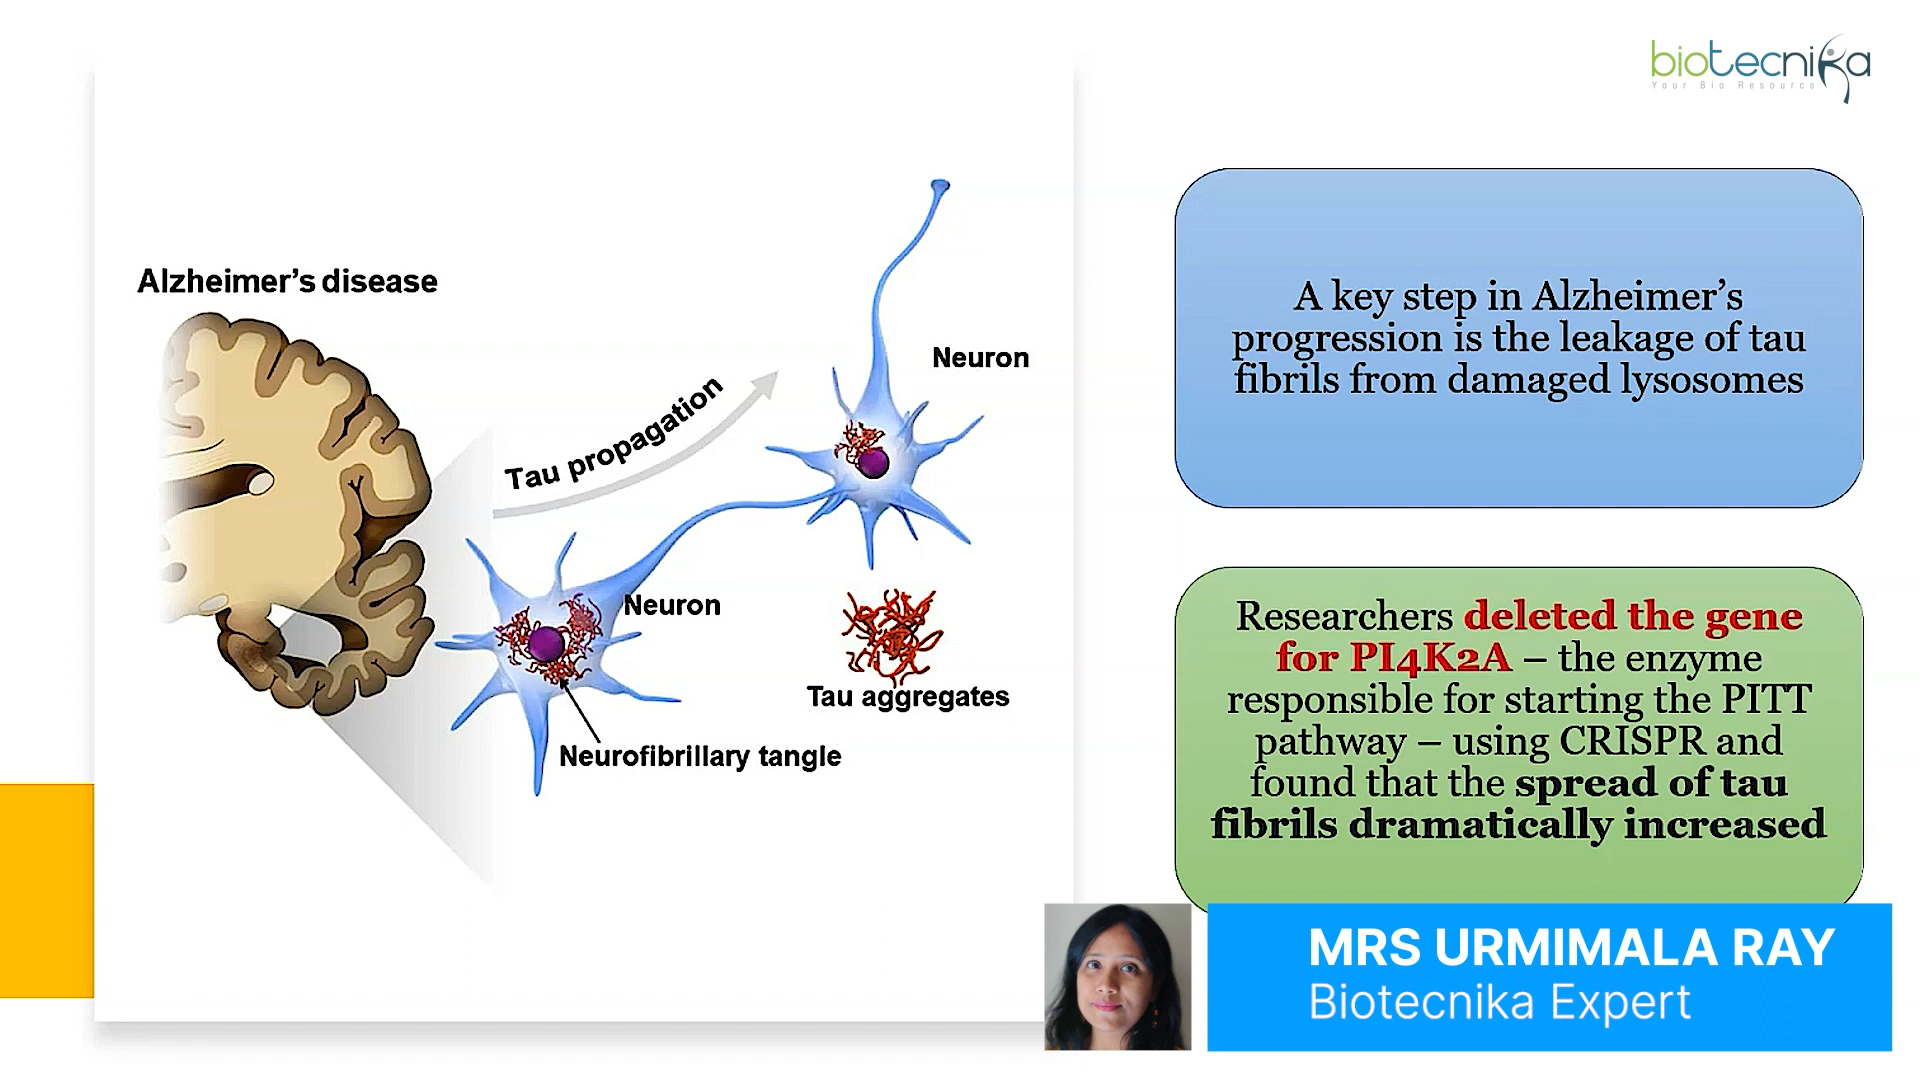 biotecnika
Your Bio Resource
Alzheimer’s disease
Neuron
Tau propagation
Neuron
Tau aggregates
Neurofibrillary tangle
A key step in Alzheimer’s
progression is the leakage of tau
fibrils from damaged lysosomes
Researchers deleted the gene
for PI4K2A – the enzyme
responsible for starting the PITT
pathway – using CRISPR and
found that the spread of tau
fibrils dramatically increased
MRS URMIMALA RAY
Biotecnika Expert